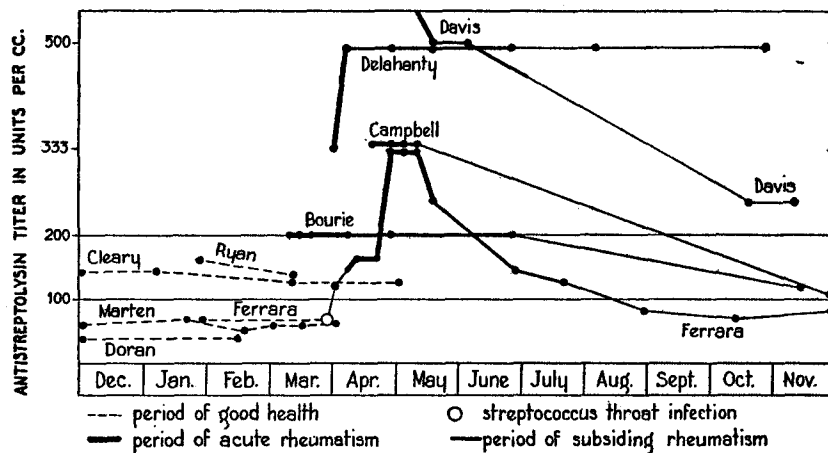 ANTISTREPTOLYSIN TITER IN UNITS PER CC.
500
333
200
100
Davis
Delahanty
Campbell
Davis
Bourie
Ryan
Cleary
Marten
Ferrara
Ferrara
Doran
Dec. Jan. Feb. Mar. Apr. May June July Aug. Sept. Oct. Nov.
period of good health
streptococcus throat infection
period of acute rheumatism
period of subsiding rheumatism